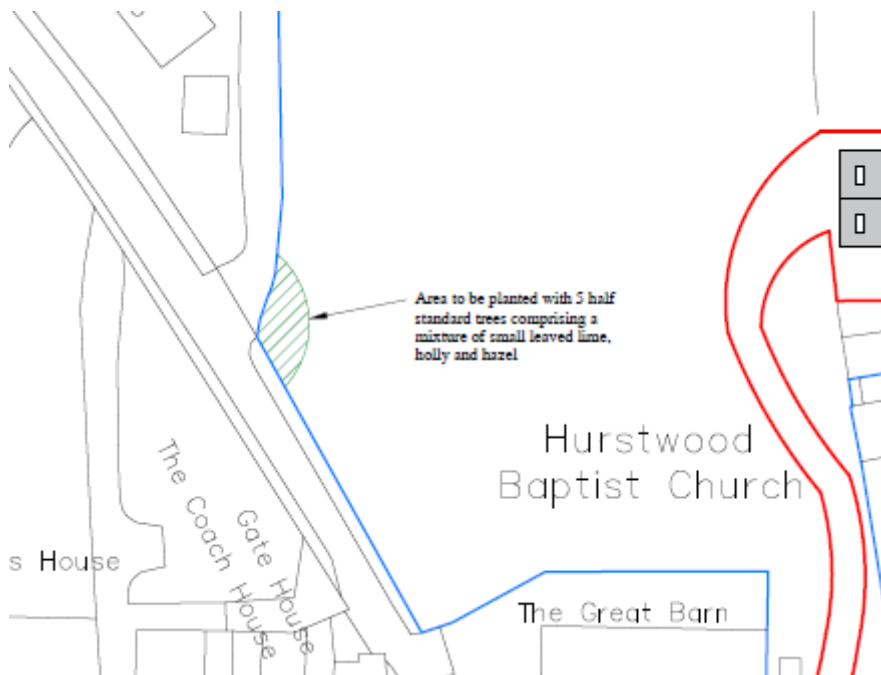 Area to be planted with 5 half
standard trees comprising a
mixture of small leaved lime,
holly and hazel
Hurstwood
Baptist Church
The Coach House
Gate House
s House
The Great Barn